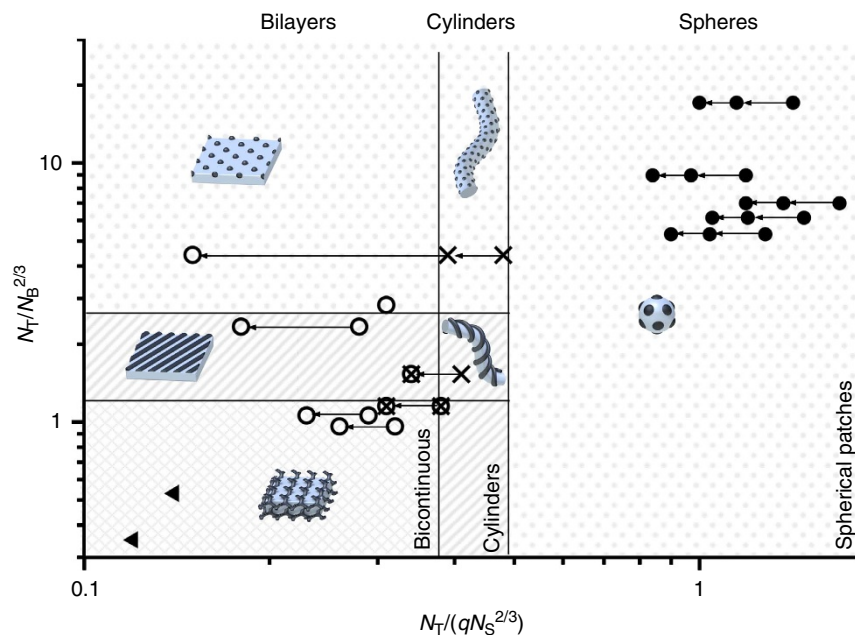 Bilayers Cylinders Spheres
10
1
N_T/N_B^{2/3}
Bicontinuous
Cylinders
Spherical patches
0.1 1
N_T/(qN_S^{2/3})